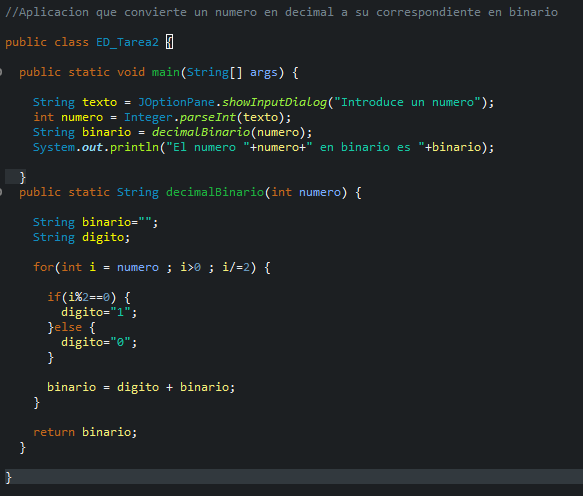 //Aplicacion que convierte un numero en decimal a su correspondiente en binario
public class ED_Tarea2 {
public static void main(String[] args) {
String texto = JOptionPane.showInputDialog("Introduce un numero");
int numero = Integer.parseInt(texto);
String binario = decimalBinario(numero);
System.out.println("El numero "+numero+" en binario es "+binario);
}
public static String decimalBinario(int numero) {
String binario="";
String digito;
for(int i = numero ; i>0 ; i/=2) {
if(i%2==0) {
digito="1";
}else {
digito="0";
}
binario = digito + binario;
}
return binario;
}
}